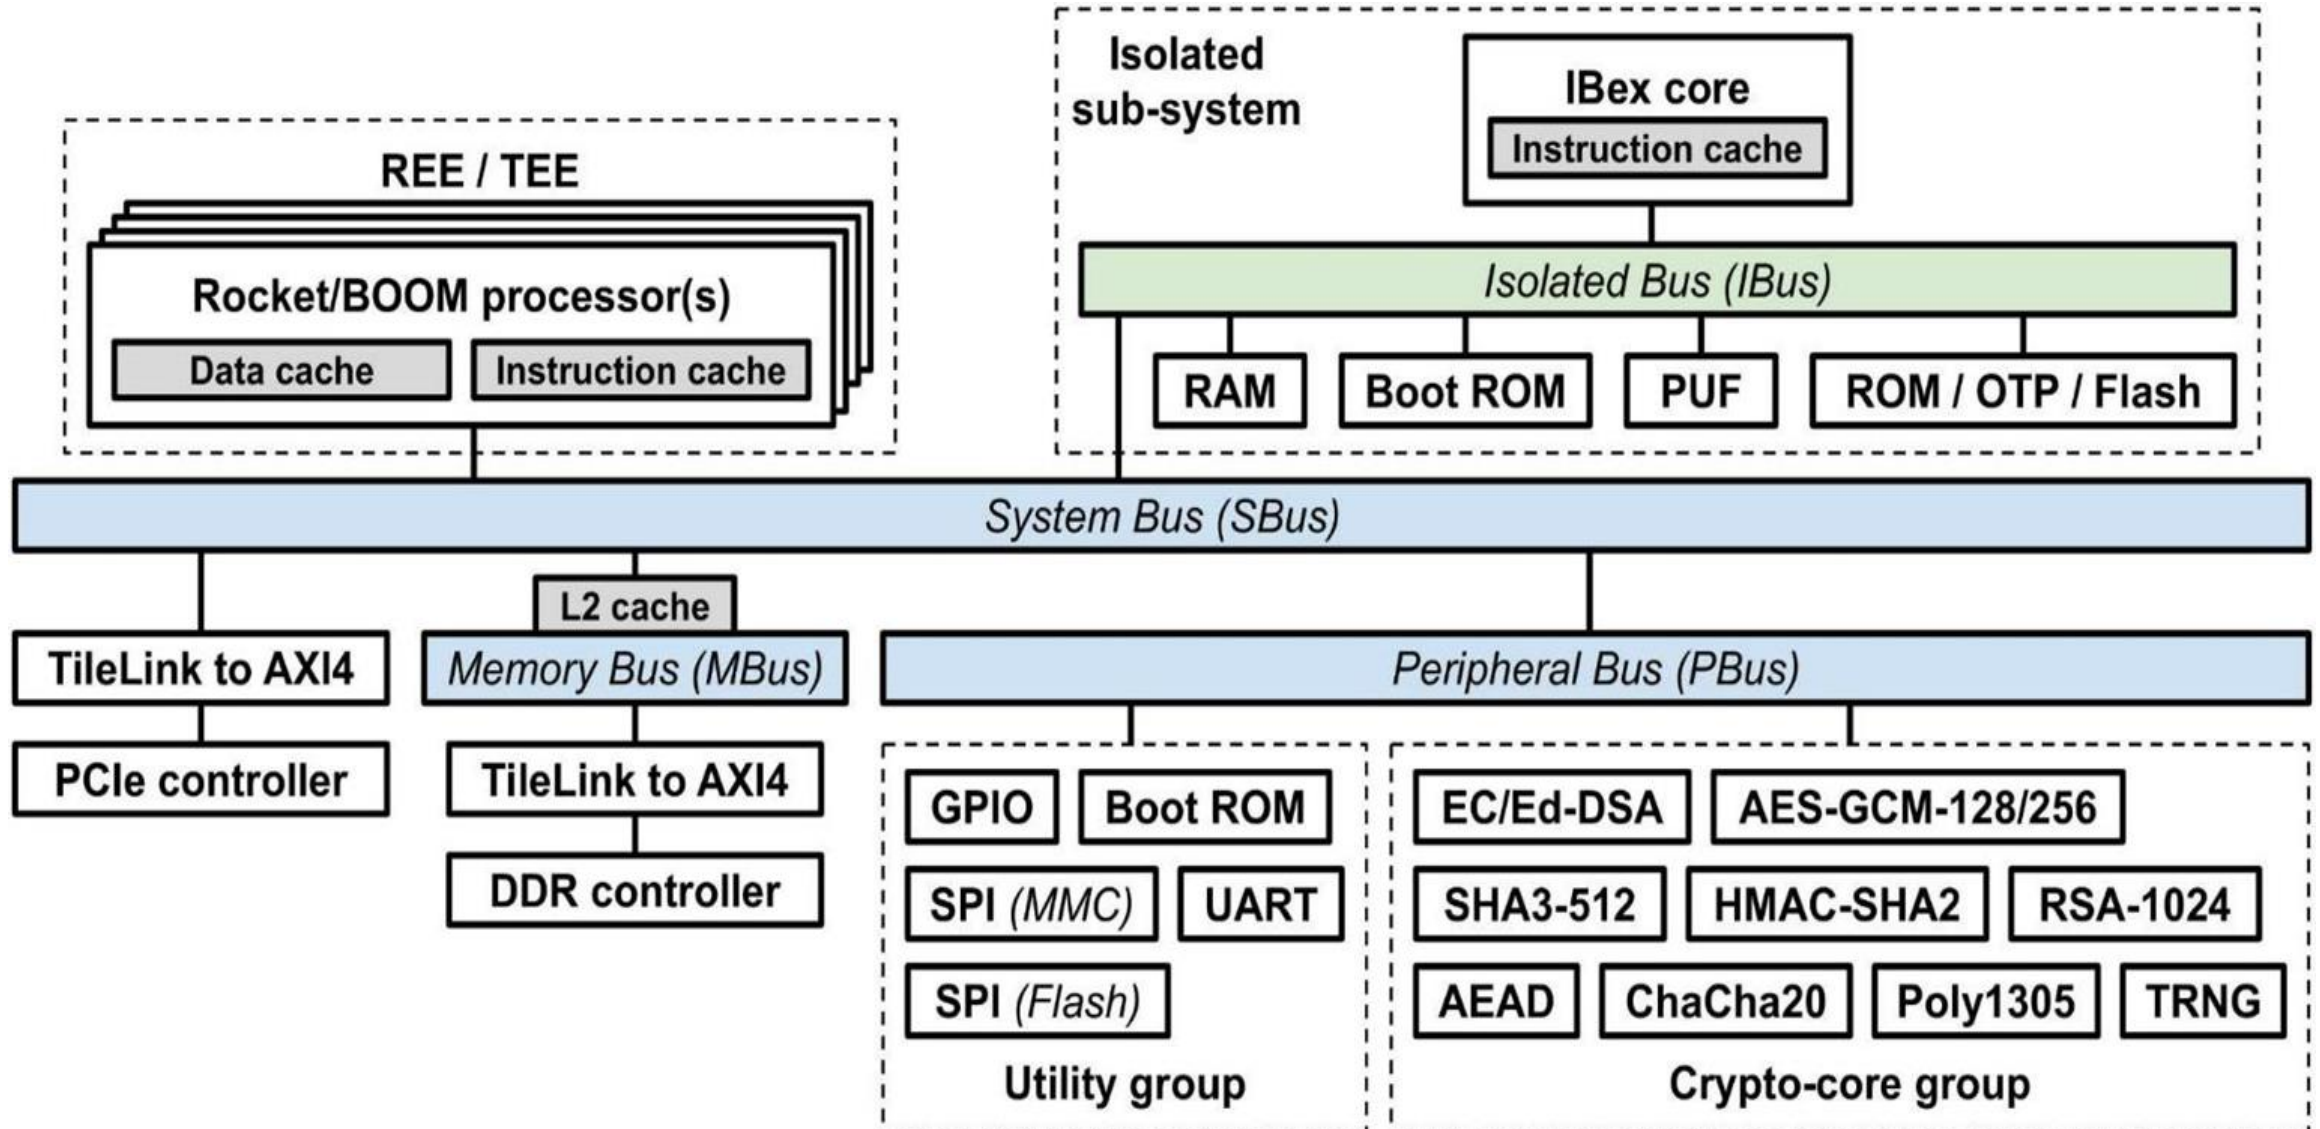 Isolated
sub-system
IBex core
Instruction cache
REE / TEE
Rocket/BOOM processor(s)
Data cache
Instruction cache
Isolated Bus (IBus)
RAM
Boot ROM
PUF
ROM / OTP / Flash
System Bus (SBus)
L2 cache
TileLink to AXI4
Memory Bus (MBus)
Peripheral Bus (PBus)
PCIe controller
TileLink to AXI4
DDR controller
GPIO
Boot ROM
SPI (MMC)
UART
SPI (Flash)
Utility group
EC/Ed-DSA
AES-GCM-128/256
SHA3-512
HMAC-SHA2
RSA-1024
AEAD
ChaCha20
Poly1305
TRNG
Crypto-core group